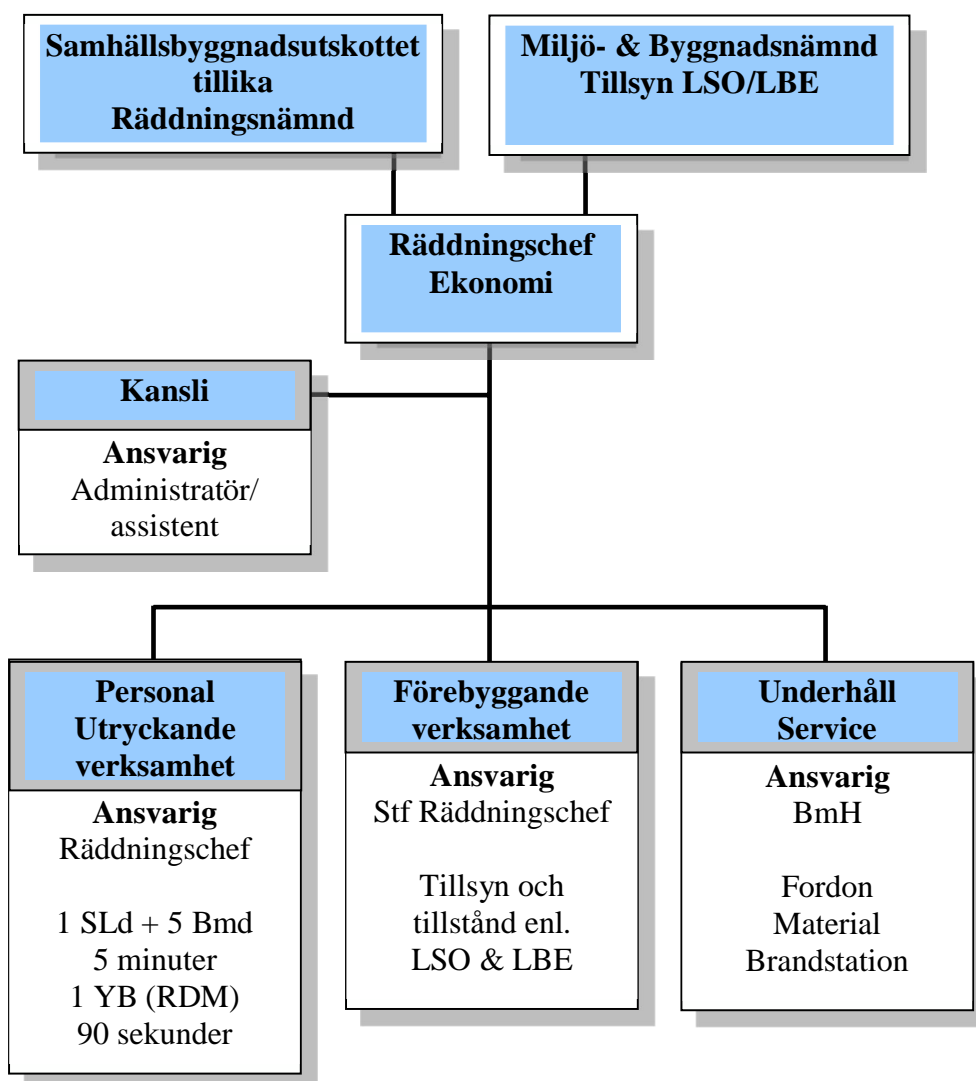 Samhällsbyggnadsutskottet
tillika
Räddningsnämnd
Miljö- & Byggnadsnämnd
Tillsyn LSO/LBE
Räddningschef
Ekonomi
Kansli
Ansvarig
Administratör/
assistent
Personal
Utryckande
verksamhet
Ansvarig
Räddningschef
1 SLd + 5 Bmd
5 minuter
1 YB (RDM)
90 sekunder
Förebyggande
verksamhet
Ansvarig
Stf Räddningschef
Tillsyn och
tillstånd enl.
LSO & LBE
Underhåll
Service
Ansvarig
BmH
Fordon
Material
Brandstation